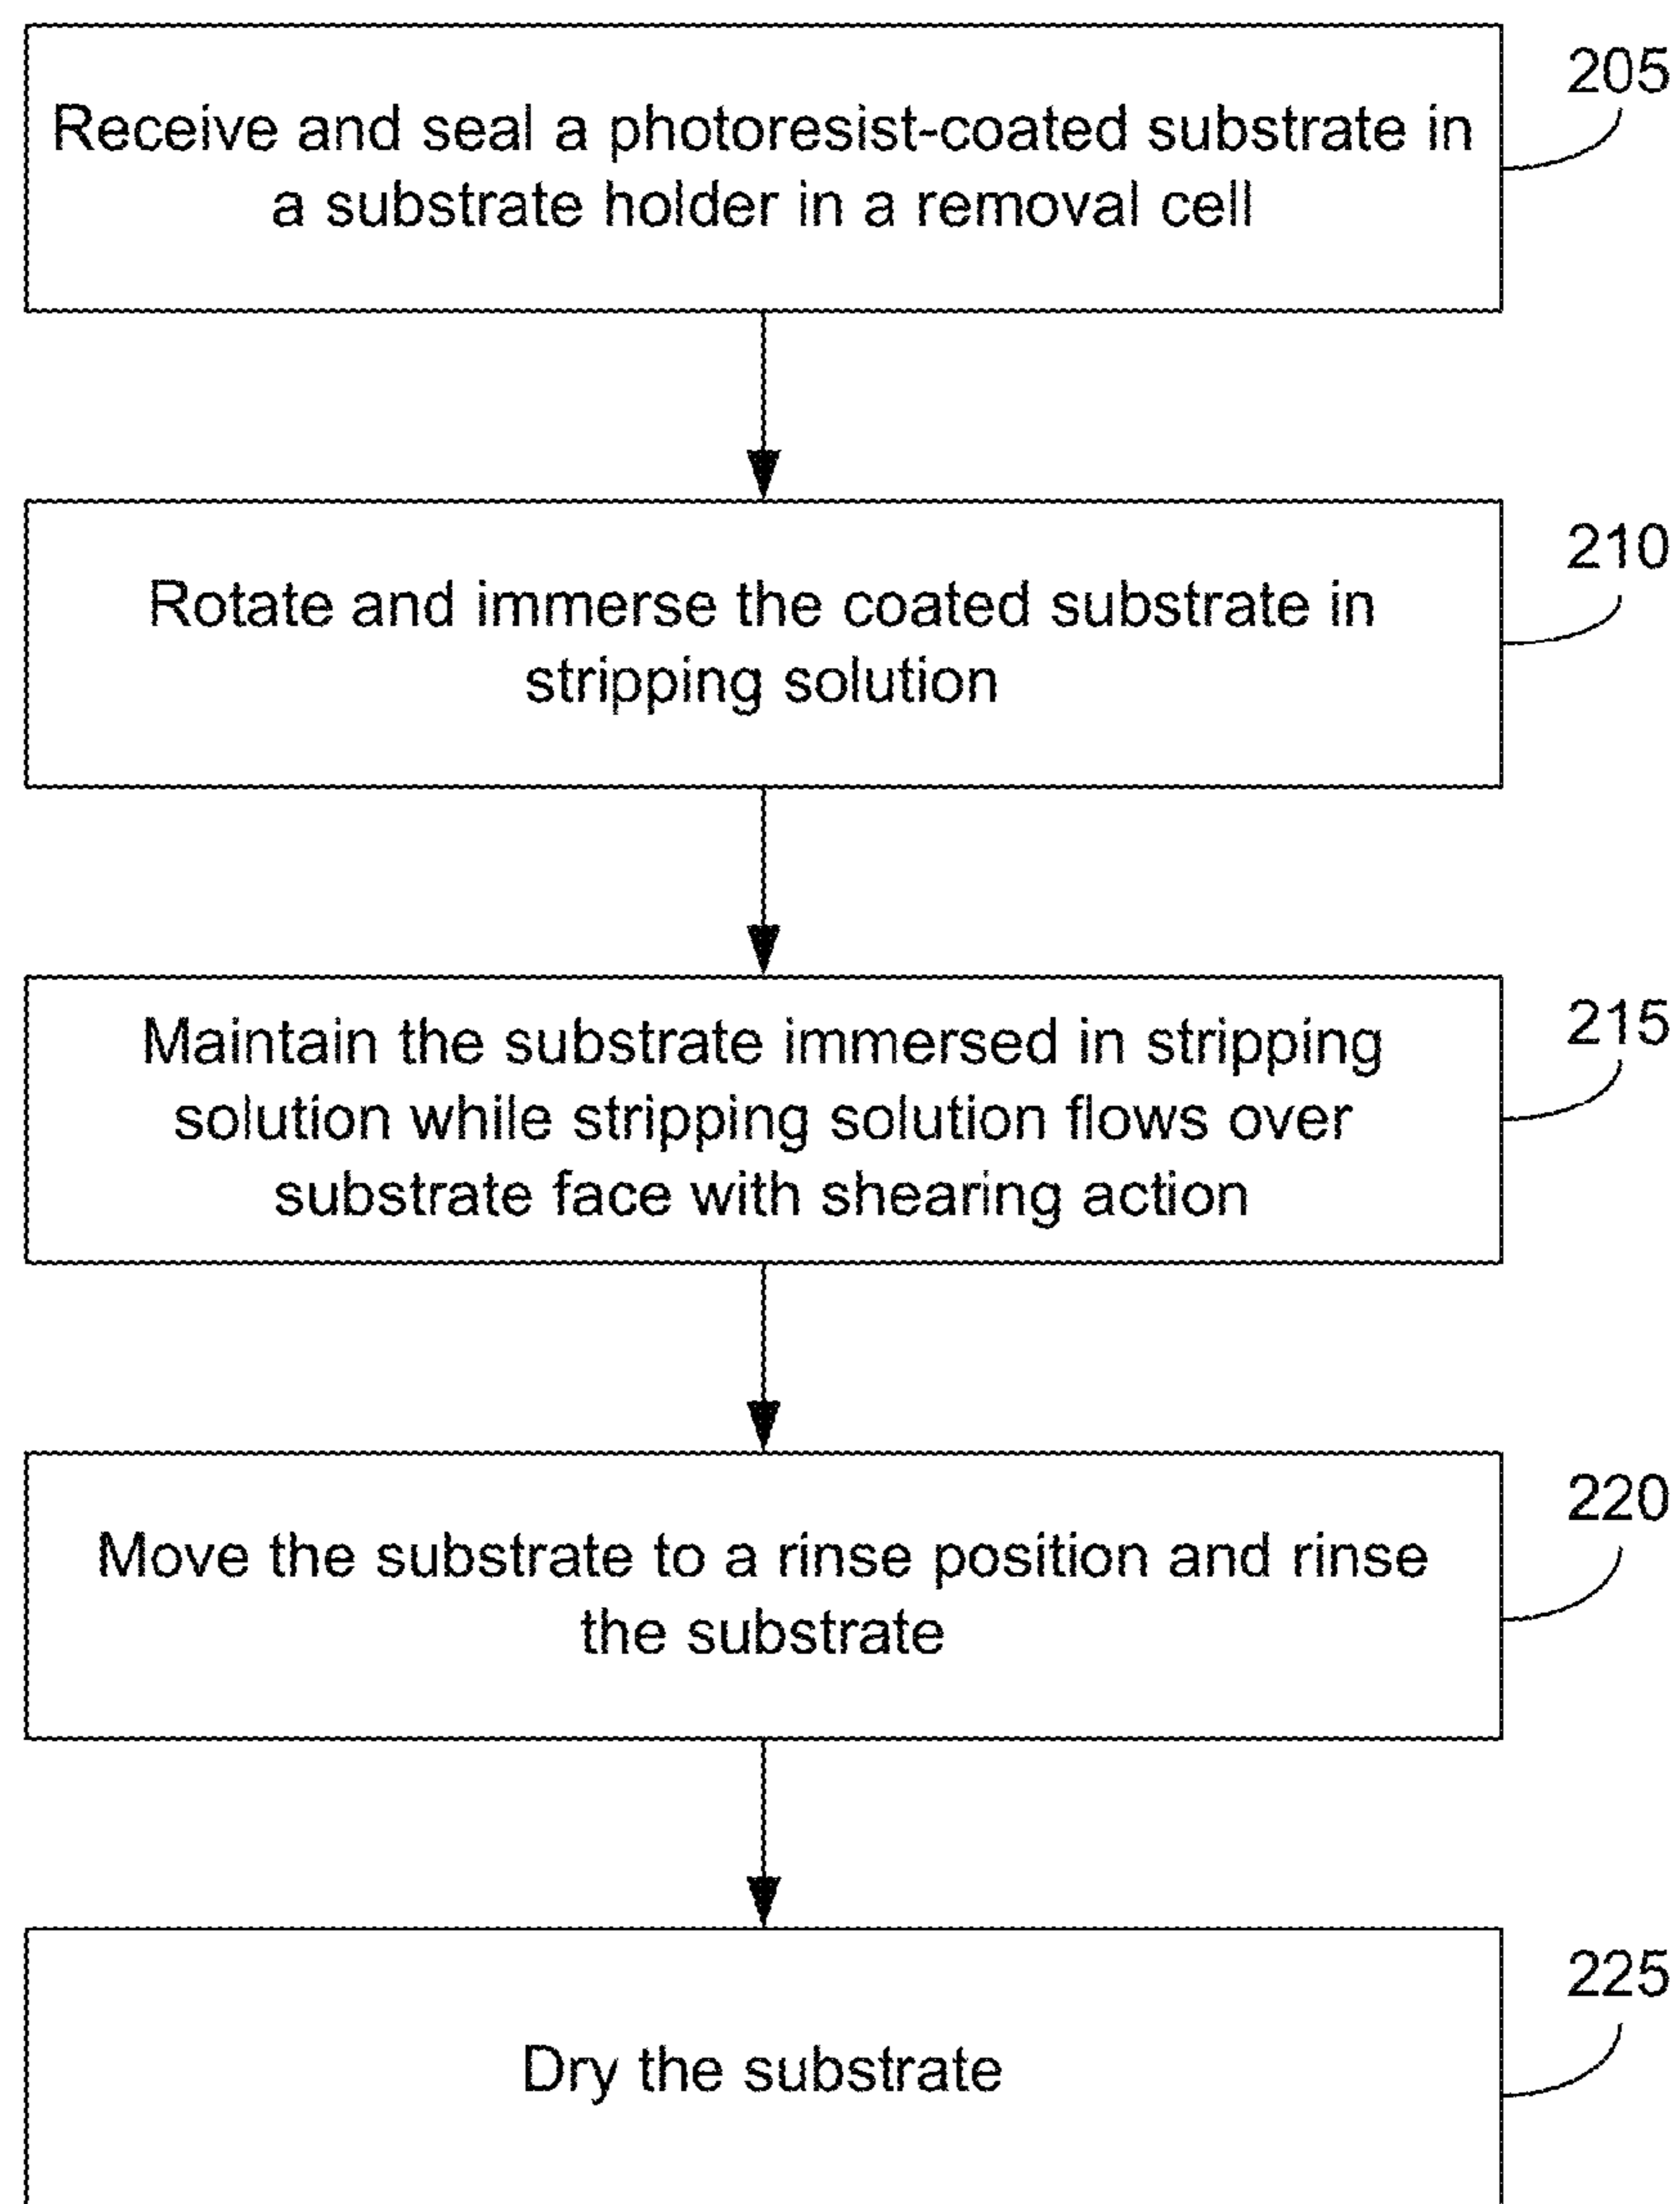 205
Receive and seal a photoresist-coated substrate in
a substrate holder in a removal cell
210
Rotate and immerse the coated substrate in
stripping solution
215
Maintain the substrate immersed in stripping
solution while stripping solution flows over
substrate face with shearing action
220
Move the substrate to a rinse position and rinse
the substrate
225
Dry the substrate